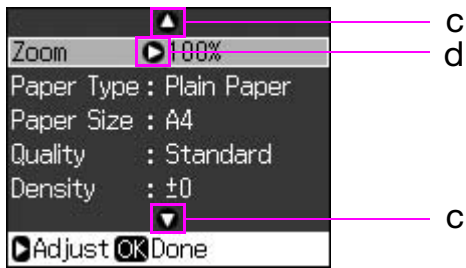 c
Zoom 100%
d
Paper Type : Plain Paper
Paper Size : A4
Quality : Standard
Density : ±0
c
Adjust OK Done